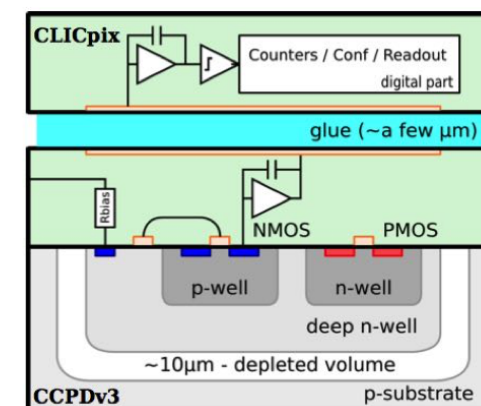 CLICpix
Counters / Conf / Readout
digital part
glue (~a few μm)
Rbias
NMOS
PMOS
p-well
n-well
deep n-well
~10μm - depleted volume
CCPDv3
p-substrate